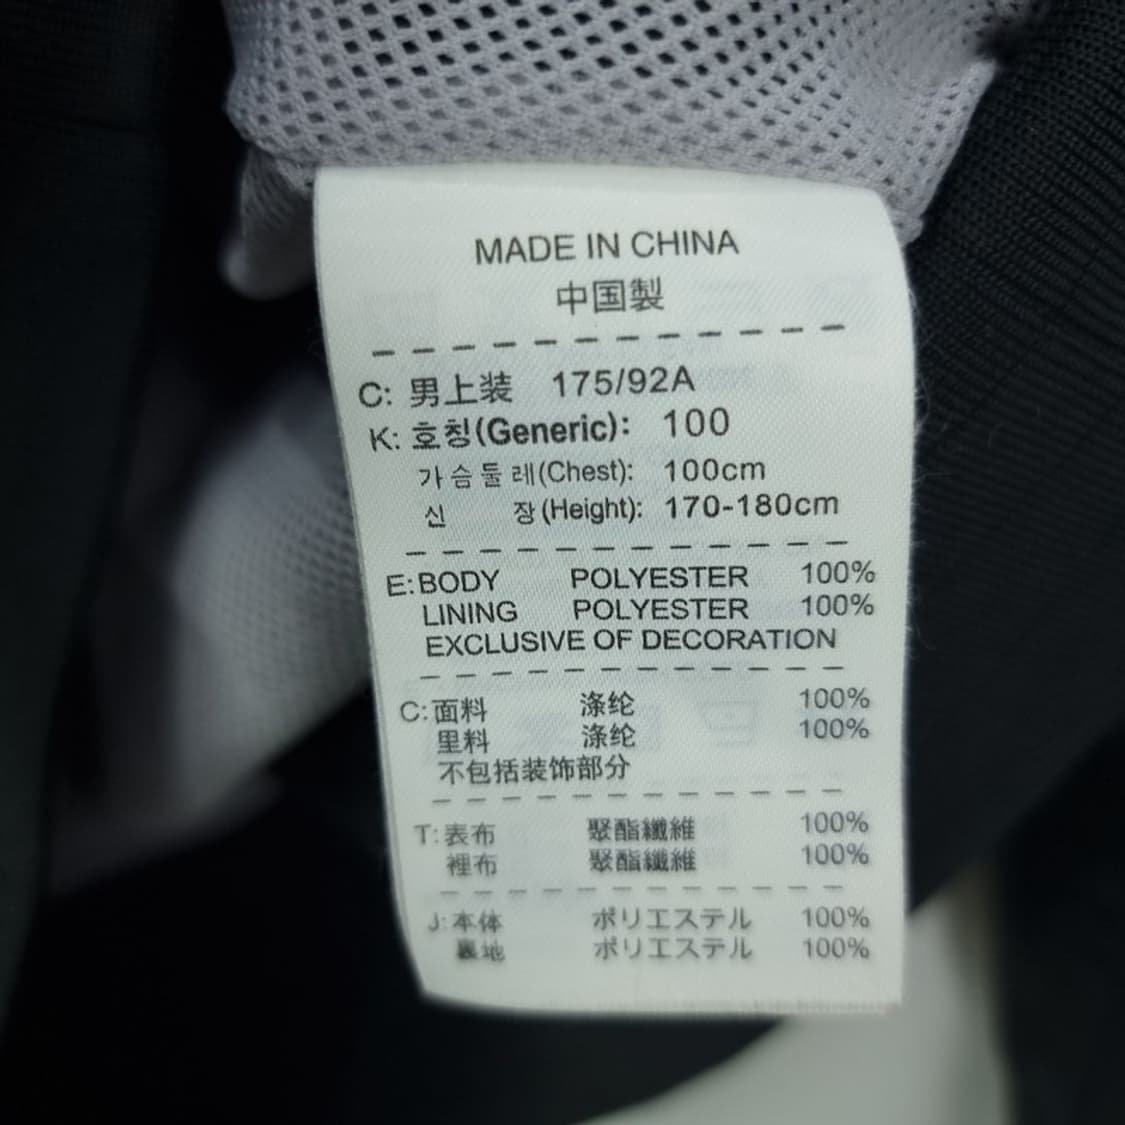 MADE IN CHINA
中国製
C: 男上装 175/92A
K: 호칭(Generic): 100
가슴둘레(Chest): 100cm
신 장(Height): 170-180cm
E: BODY POLYESTER 100%
LINING POLYESTER 100%
EXCLUSIVE OF DECORATION
C: 面料 涤纶 100%
里料 涤纶 100%
不包括装饰部分
T: 表布 聚酯纖維 100%
裡布 聚酯纖維 100%
J: 本体 ポリエステル 100%
裏地 ポリエステル 100%